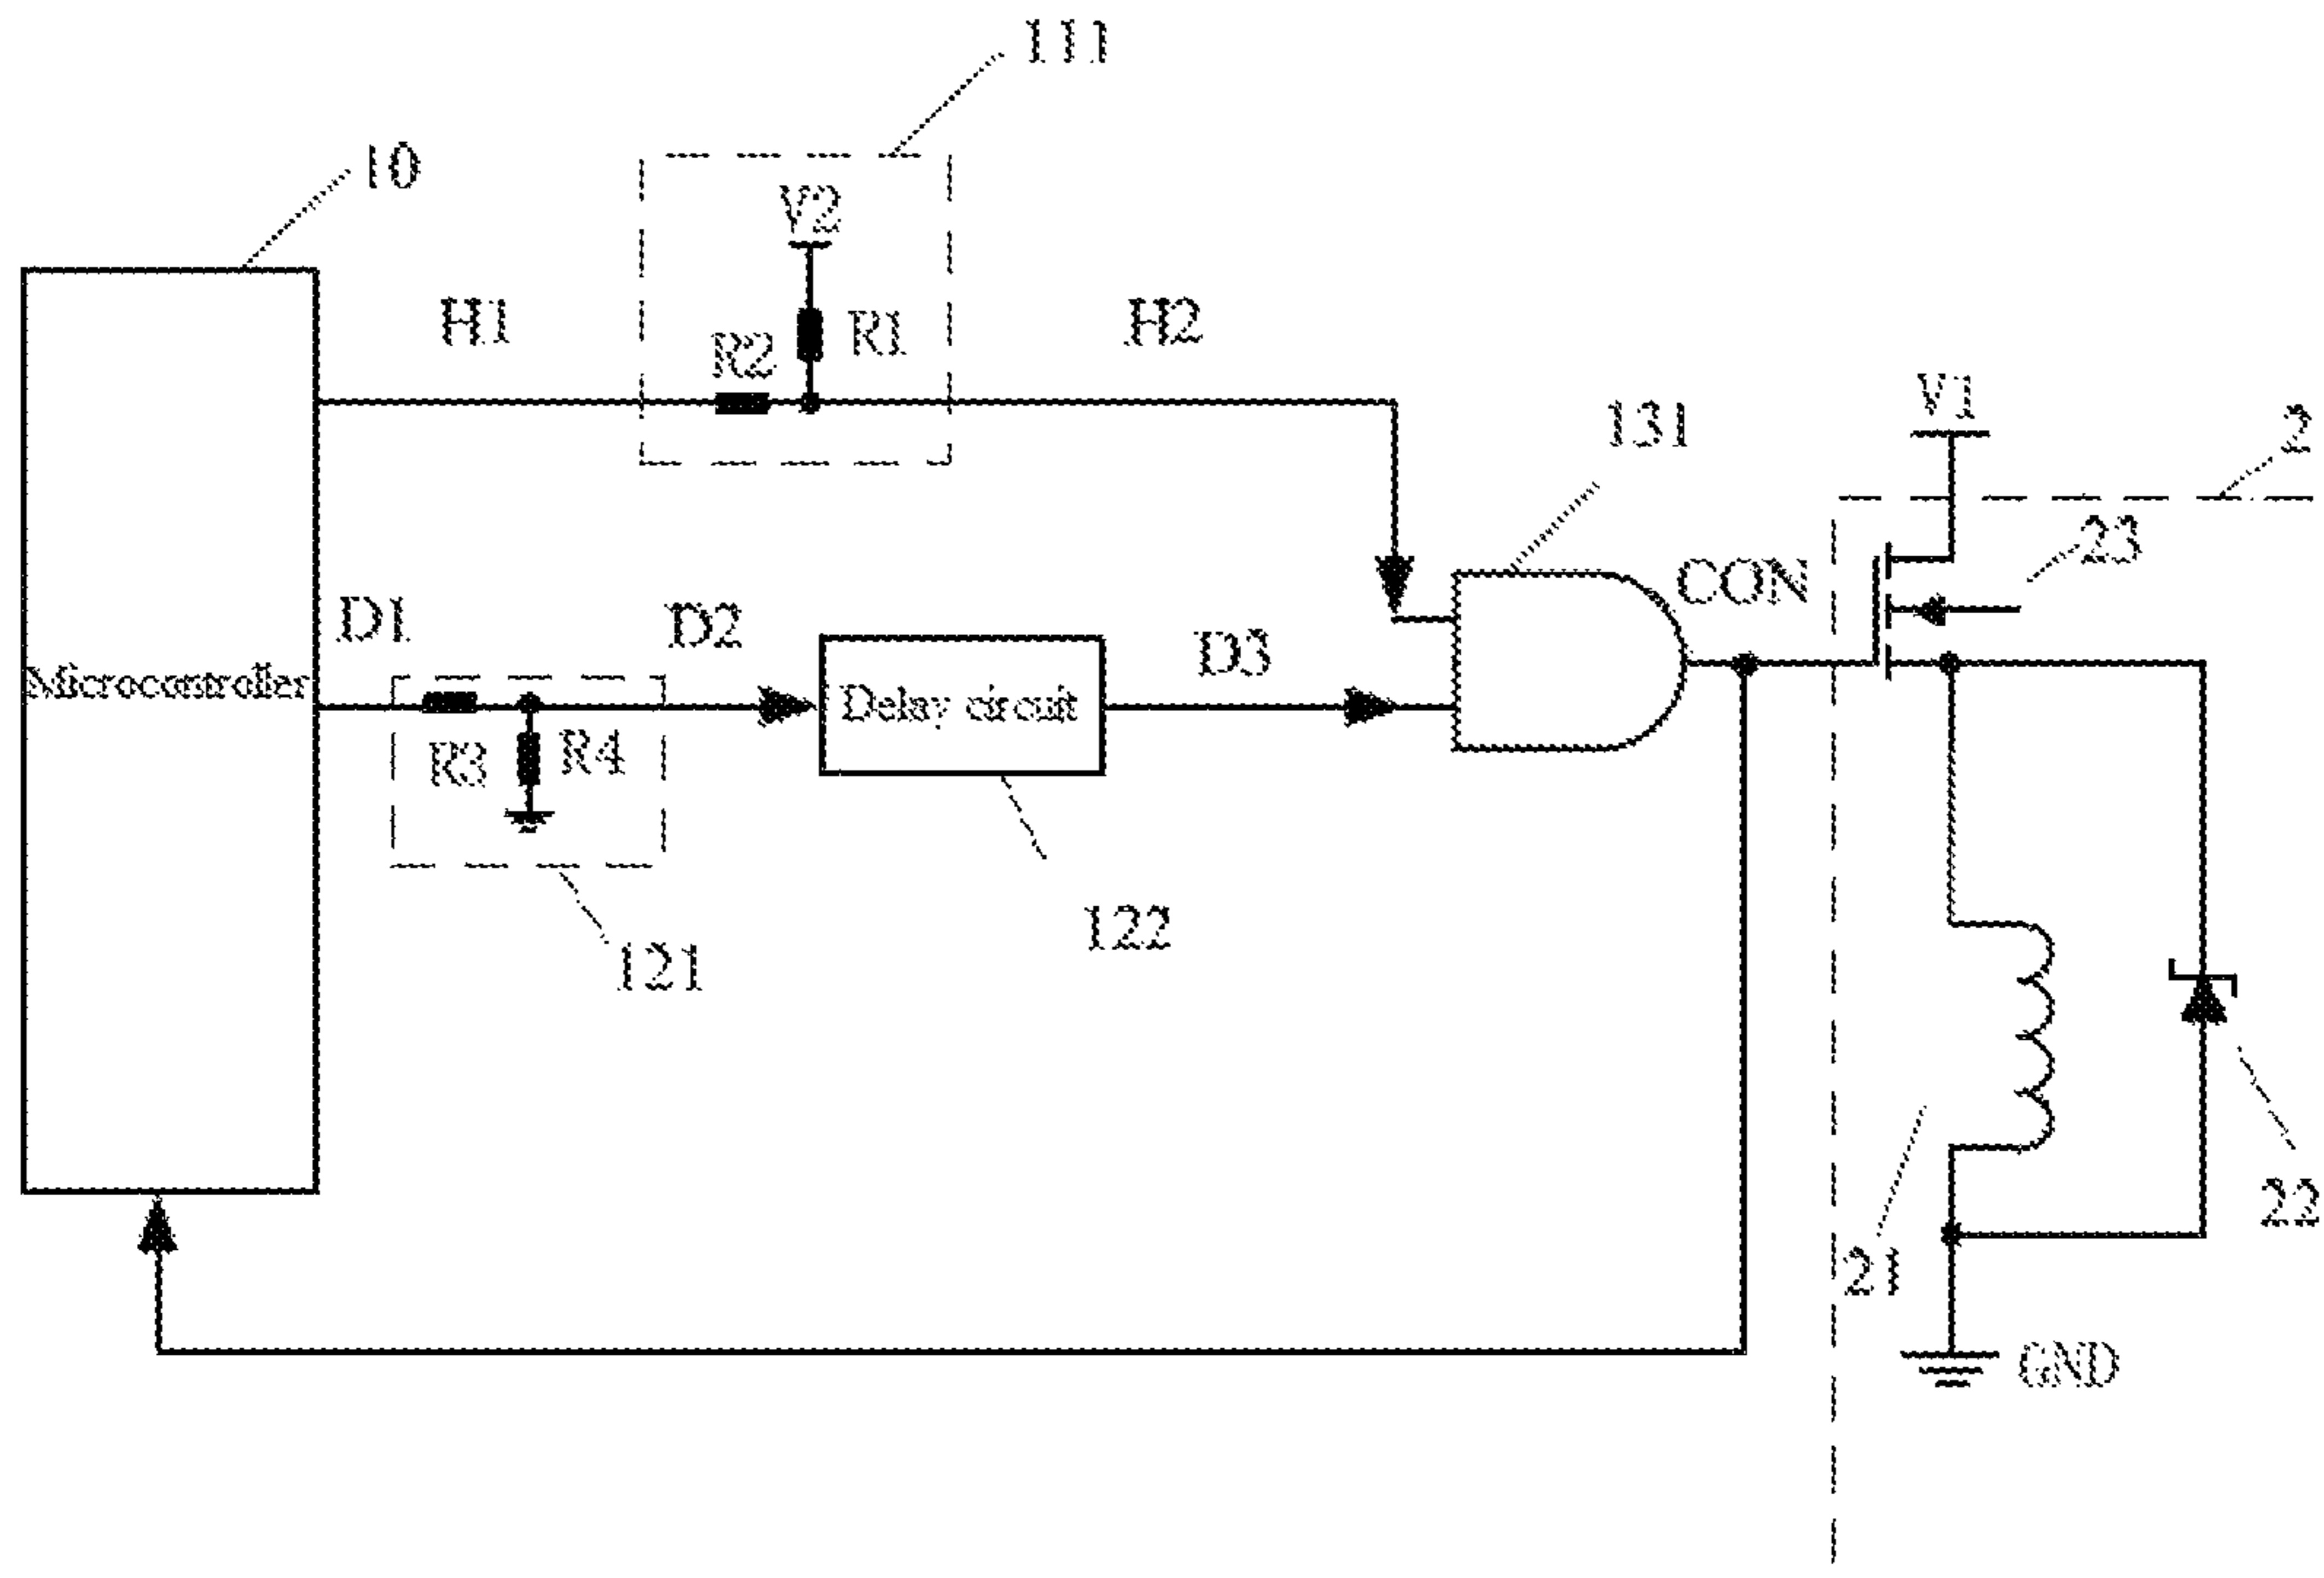 111
10
V2
H1
R2
R1
H2
V1
131
2
23
CON
D1
D2
D3
Microcontroller
Delay circuit
R3
R4
122
121
22
21
GND